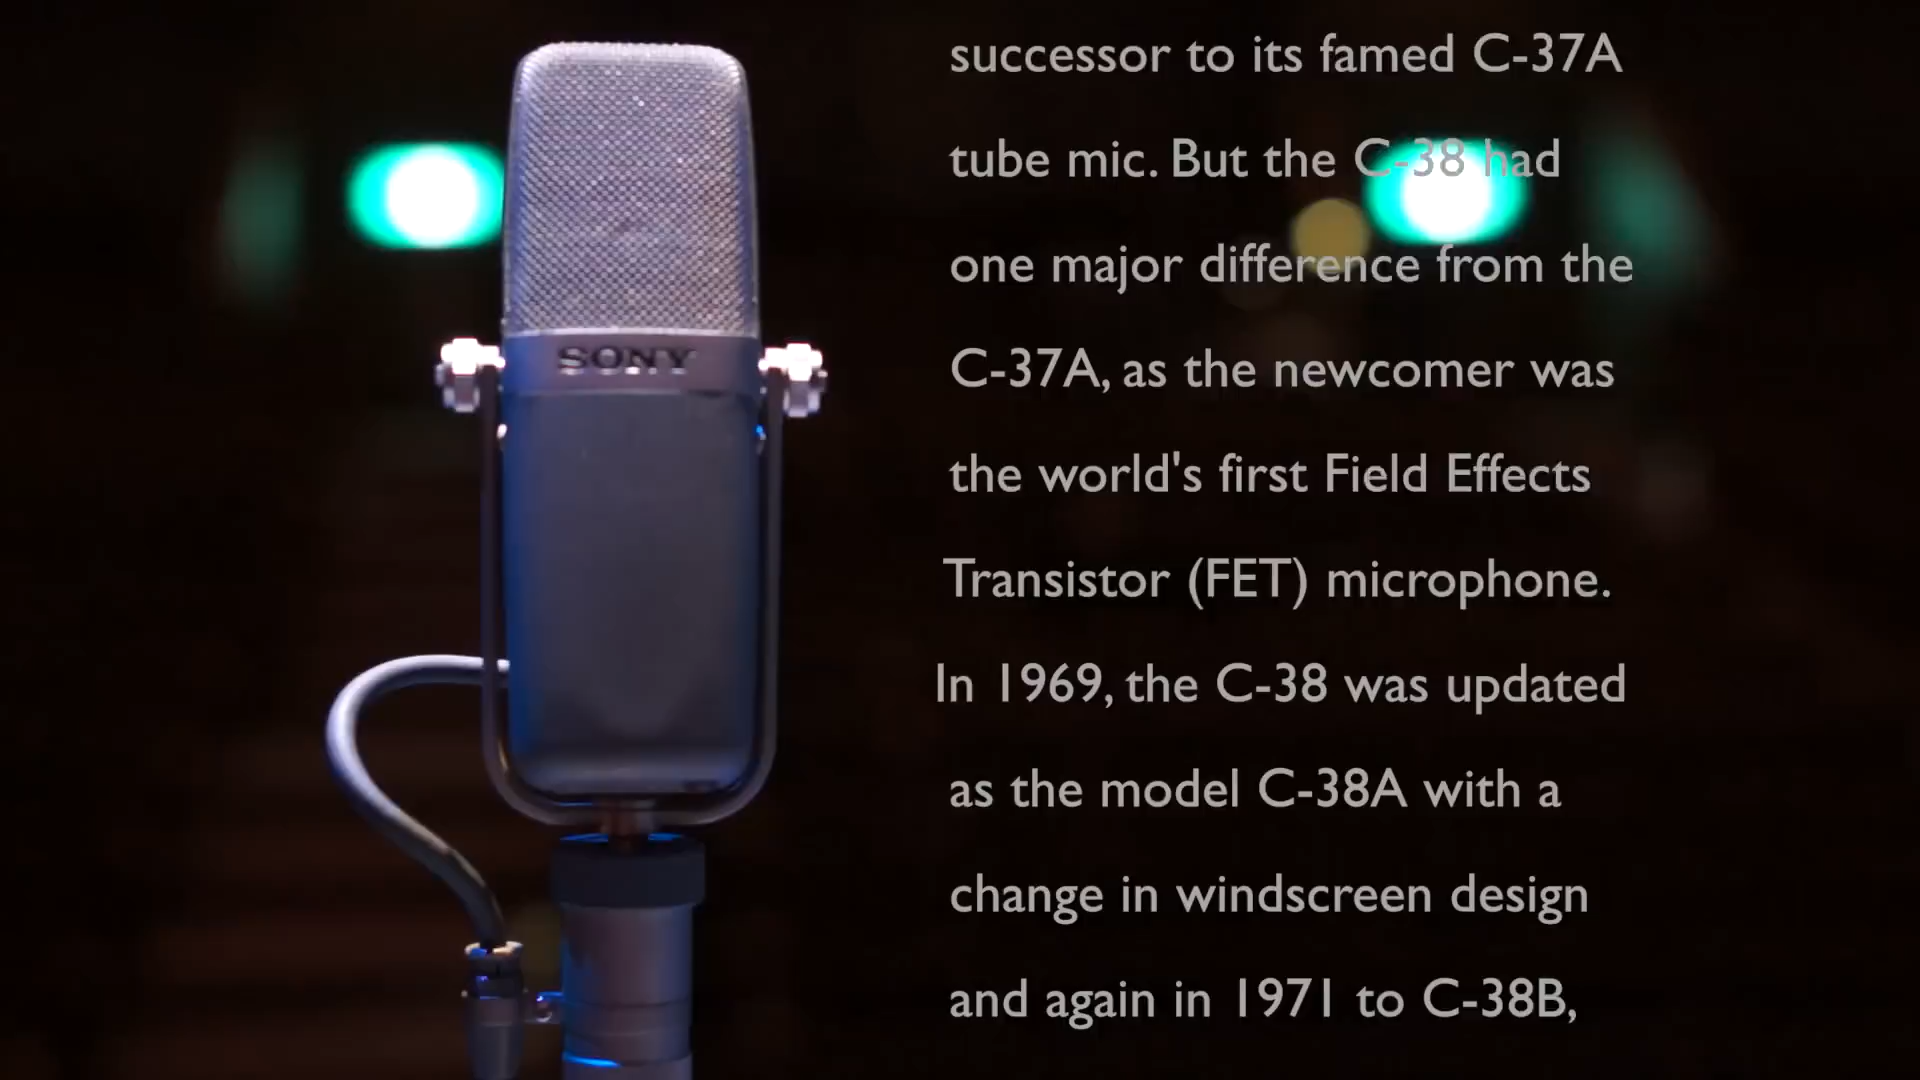 SONY
successor to its famed C-37A
tube mic. But the C-38 had
one major difference from the
C-37A, as the newcomer was
the world's first Field Effects
Transistor (FET) microphone.
In 1969, the C-38 was updated
as the model C-38A with a
change in windscreen design
and again in 1971 to C-38B,